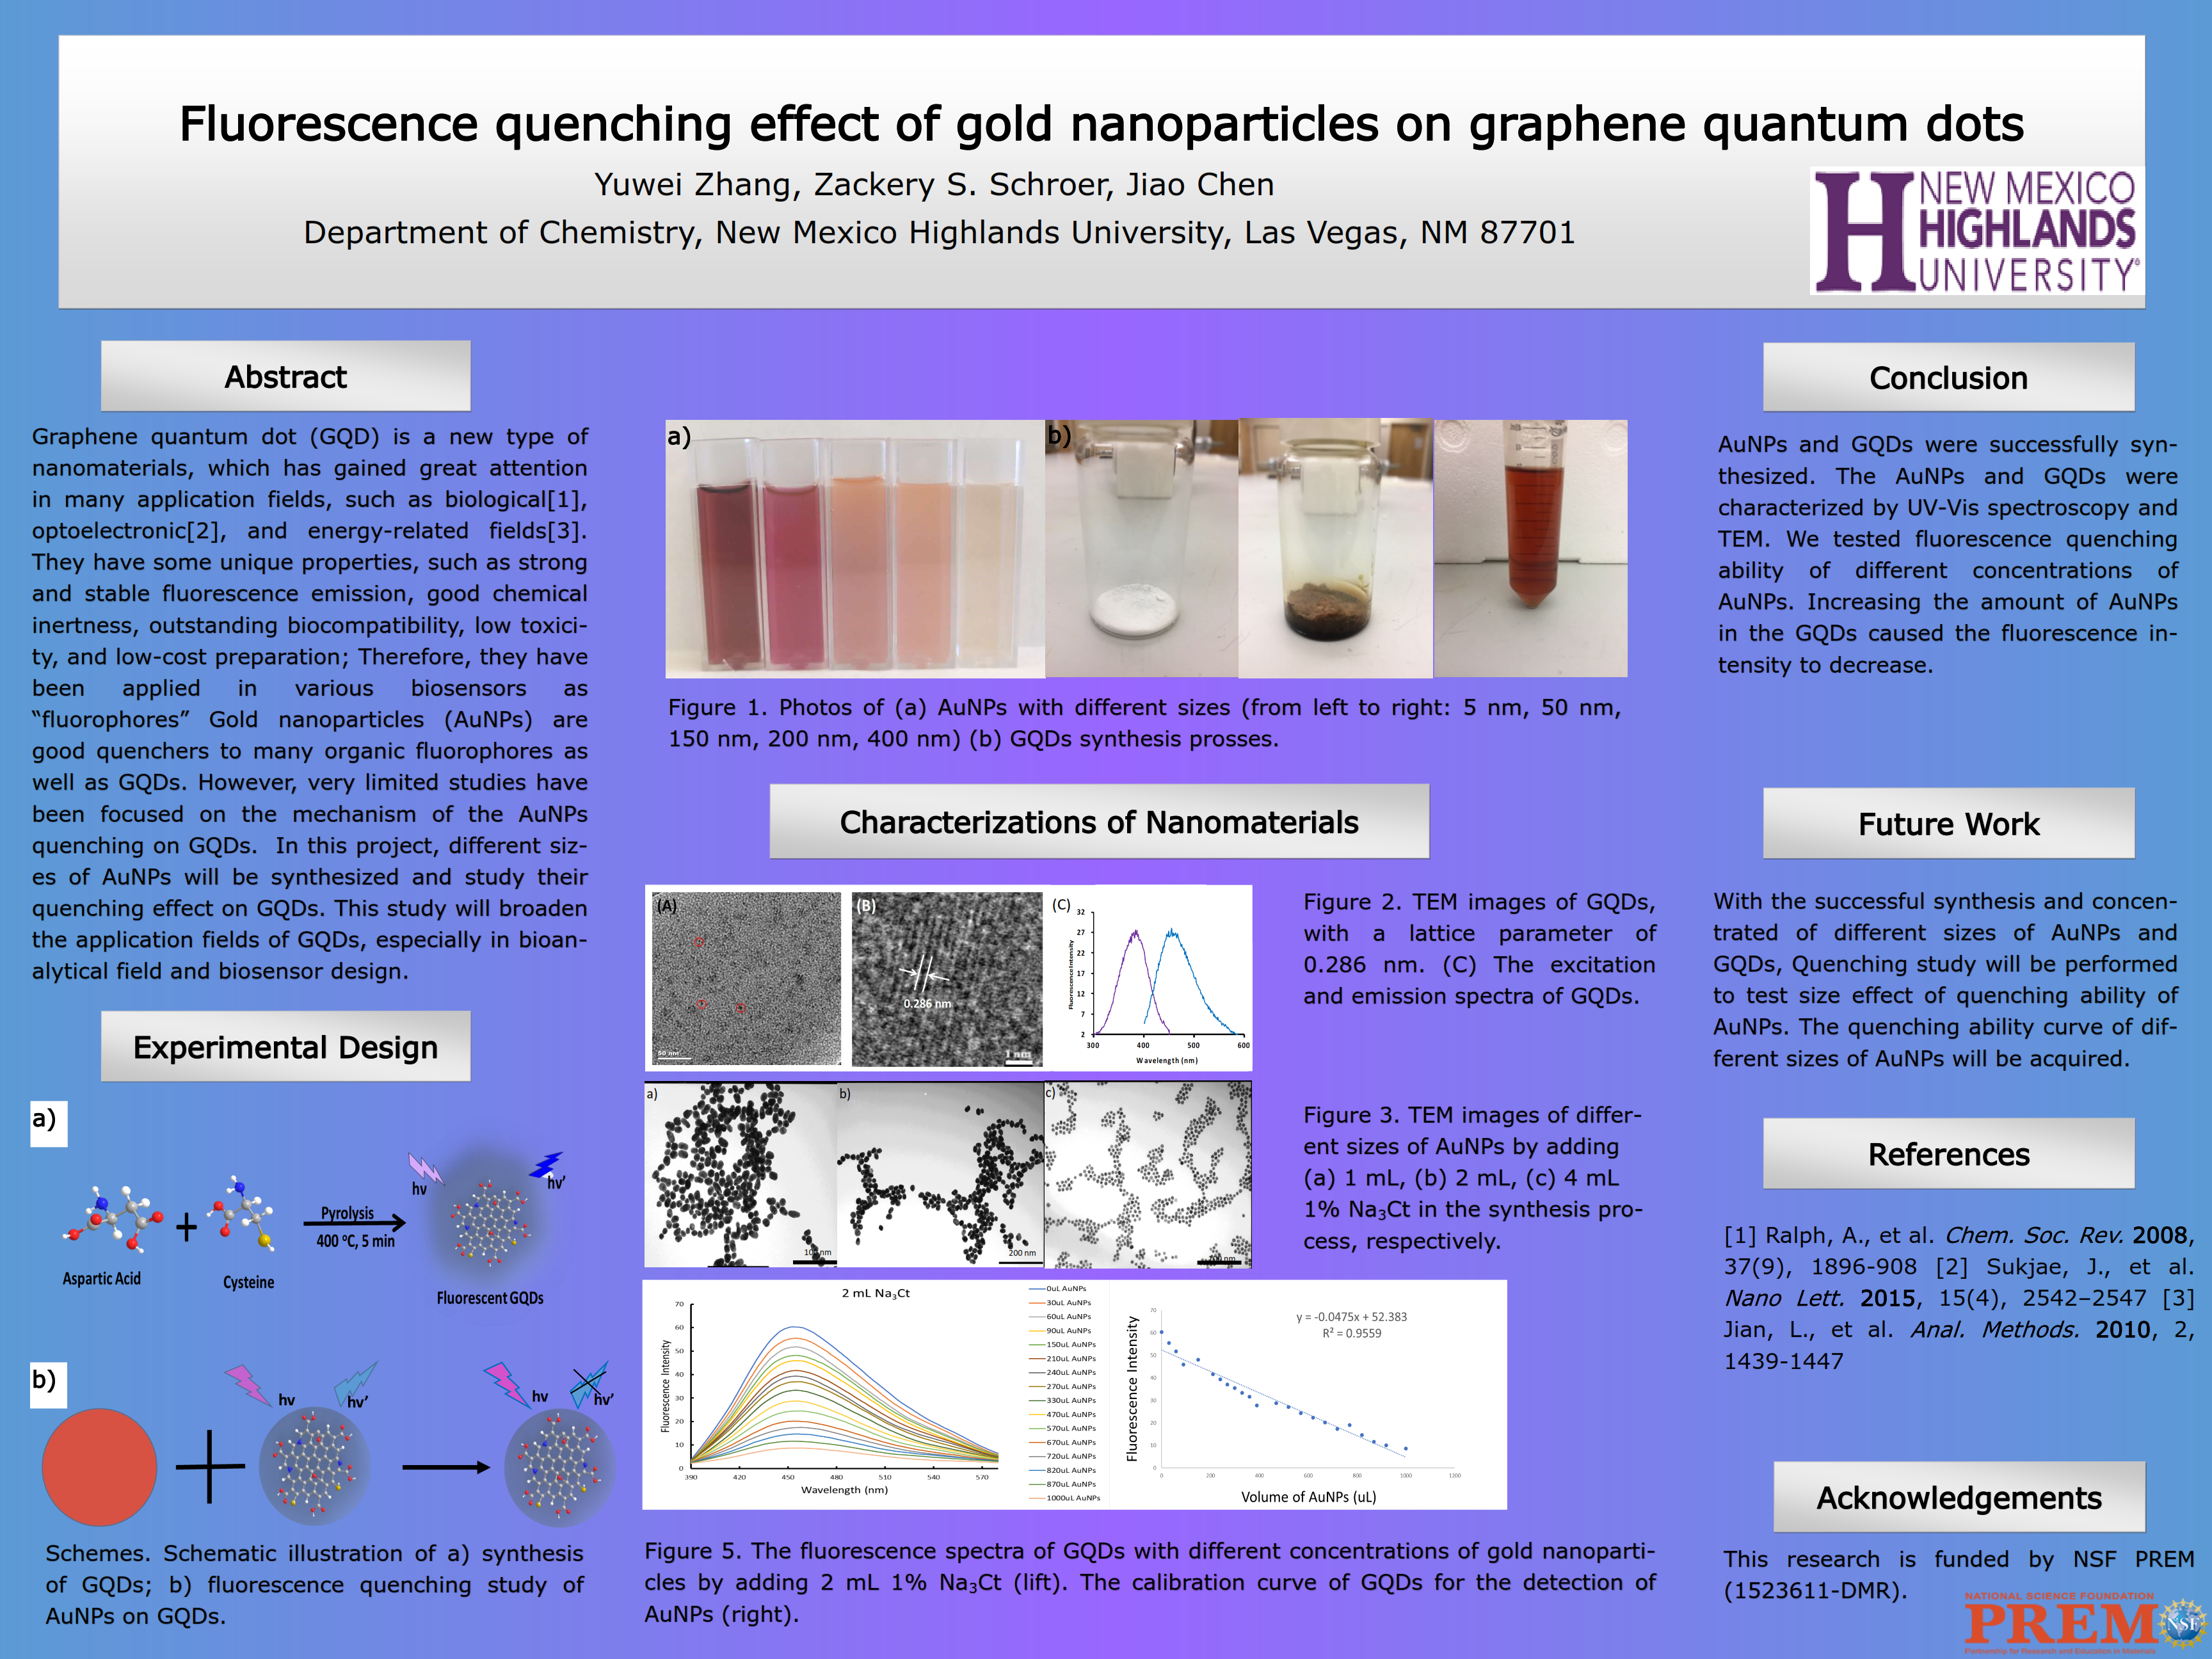 Fluorescence quenching effect of gold nanoparticles on graphene quantum dots
Yuwei Zhang, Zackery S. Schroer, Jiao Chen
Department of Chemistry, New Mexico Highlands University, Las Vegas, NM 87701
NEW MEXICO
HIGHLANDS
UNIVERSITY
Abstract
Graphene quantum dot (GQD) is a new type of
nanomaterials, which has gained great attention
in many application fields, such as biological[1],
optoelectronic[2], and energy-related fields[3].
They have some unique properties, such as strong
and stable fluorescence emission, good chemical
inertness, outstanding biocompatibility, low toxici-
ty, and low-cost preparation; Therefore, they have
been applied in various biosensors as
“fluorophores” Gold nanoparticles (AuNPs) are
good quenchers to many organic fluorophores as
well as GQDs. However, very limited studies have
been focused on the mechanism of the AuNPs
quenching on GQDs. In this project, different siz-
es of AuNPs will be synthesized and study their
quenching effect on GQDs. This study will broaden
the application fields of GQDs, especially in bioan-
alytical field and biosensor design.
Experimental Design
a)
hv
hv’
Pyrolysis
400 °C, 5 min
Aspartic Acid
Cysteine
Fluorescent GQDs
b)
hv
hv’
hv
hv’
Schemes. Schematic illustration of a) synthesis
of GQDs; b) fluorescence quenching study of
AuNPs on GQDs.
a)
b)
Figure 1. Photos of (a) AuNPs with different sizes (from left to right: 5 nm, 50 nm,
150 nm, 200 nm, 400 nm) (b) GQDs synthesis prosses.
Characterizations of Nanomaterials
(A)
50 nm
(B)
0.286 nm
1 nm
(C)
Fluorescence Intensity
32
27
22
17
12
7
2
300 400 500 600
Wavelength (nm)
Figure 2. TEM images of GQDs,
with a lattice parameter of
0.286 nm. (C) The excitation
and emission spectra of GQDs.
a)
100 nm
b)
200 nm
c)
Figure 3. TEM images of differ-
ent sizes of AuNPs by adding
(a) 1 mL, (b) 2 mL, (c) 4 mL
1% Na₃Ct in the synthesis pro-
cess, respectively.
2 mL Na₃Ct
Fluorescence Intensity
70
60
50
40
30
20
10
0
390 420 450 480 510 540 570
Wavelength (nm)
0uL AuNPs
30uL AuNPs
60uL AuNPs
90uL AuNPs
150uL AuNPs
210uL AuNPs
240uL AuNPs
270uL AuNPs
330uL AuNPs
470uL AuNPs
570uL AuNPs
670uL AuNPs
720uL AuNPs
820uL AuNPs
870uL AuNPs
1000uL AuNPs
Fluorescence Intensity
y = -0.0475x + 52.383
R² = 0.9559
70
60
50
40
30
20
10
0
0 200 400 600 800 1000 1200
Volume of AuNPs (uL)
Figure 5. The fluorescence spectra of GQDs with different concentrations of gold nanoparti-
cles by adding 2 mL 1% Na₃Ct (lift). The calibration curve of GQDs for the detection of
AuNPs (right).
Conclusion
AuNPs and GQDs were successfully syn-
thesized. The AuNPs and GQDs were
characterized by UV-Vis spectroscopy and
TEM. We tested fluorescence quenching
ability of different concentrations of
AuNPs. Increasing the amount of AuNPs
in the GQDs caused the fluorescence in-
tensity to decrease.
Future Work
With the successful synthesis and concen-
trated of different sizes of AuNPs and
GQDs, Quenching study will be performed
to test size effect of quenching ability of
AuNPs. The quenching ability curve of dif-
ferent sizes of AuNPs will be acquired.
References
[1] Ralph, A., et al. Chem. Soc. Rev. 2008,
37(9), 1896-908 [2] Sukjae, J., et al.
Nano Lett. 2015, 15(4), 2542–2547 [3]
Jian, L., et al. Anal. Methods. 2010, 2,
1439-1447
Acknowledgements
This research is funded by NSF PREM
(1523611-DMR).
NATIONAL SCIENCE FOUNDATION
PREM
NSF
Partnership for Research and Education in Materials